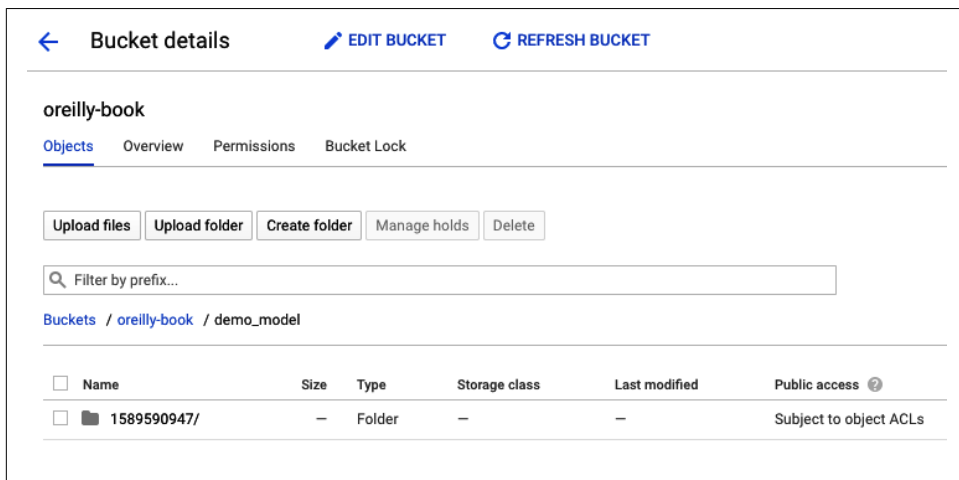 Bucket details EDIT BUCKET REFRESH BUCKET
oreilly-book
Objects Overview Permissions Bucket Lock
Upload files Upload folder Create folder Manage holds Delete
Filter by prefix...
Buckets / oreilly-book / demo_model
Name Size Type Storage class Last modified Public access ?
1589590947/ — Folder — — Subject to object ACLs